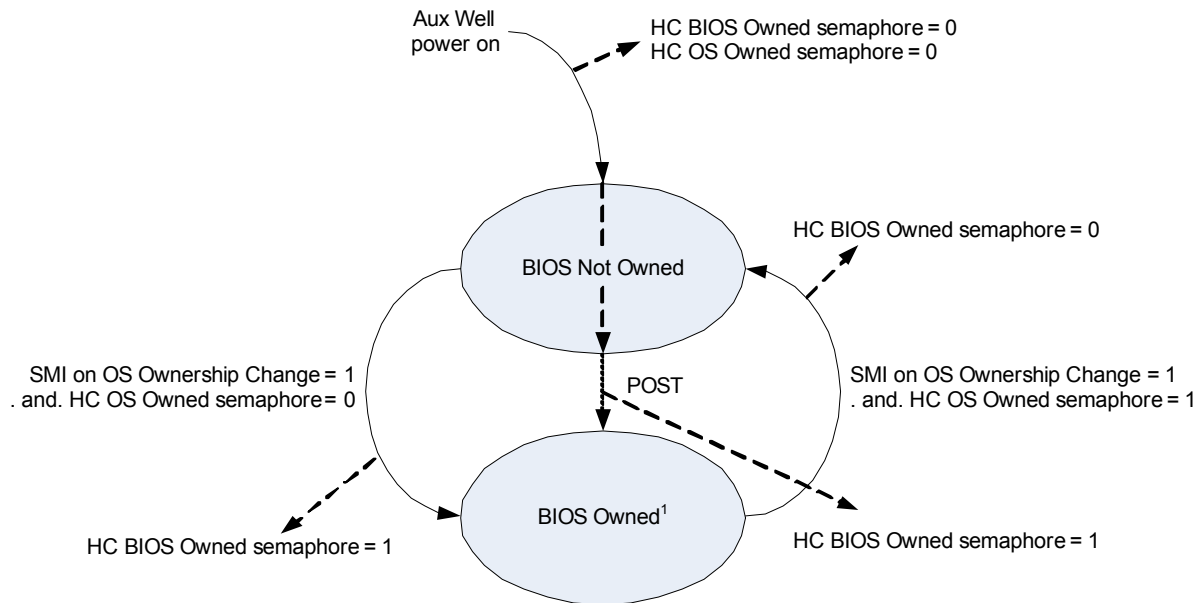 Aux Well
power on
HC BIOS Owned semaphore = 0
HC OS Owned semaphore = 0
HC BIOS Owned semaphore = 0
BIOS Not Owned
SMI on OS Ownership Change = 1
. and. HC OS Owned semaphore = 0
POST
SMI on OS Ownership Change = 1
. and. HC OS Owned semaphore = 1
BIOS Owned¹
HC BIOS Owned semaphore = 1
HC BIOS Owned semaphore = 1